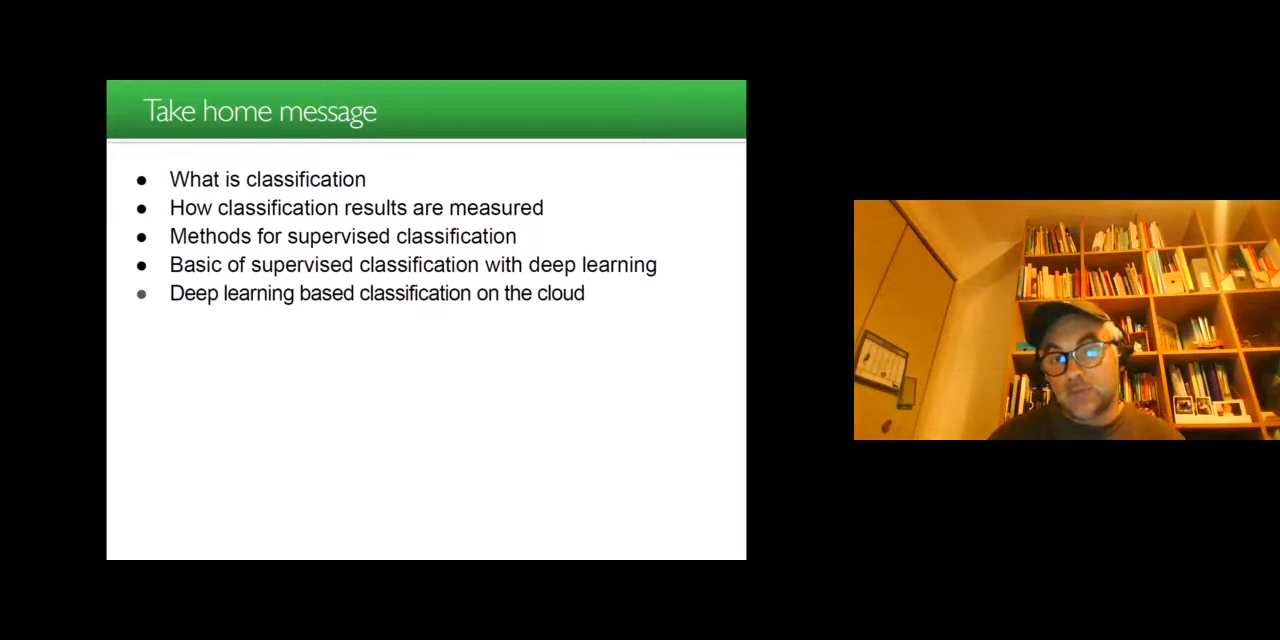 Take home message
● What is classification
● How classification results are measured
● Methods for supervised classification
● Basic of supervised classification with deep learning
● Deep learning based classification on the cloud